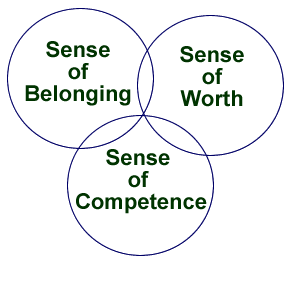 Sense
of
Belonging
Sense
of
Worth
Sense
of
Competence